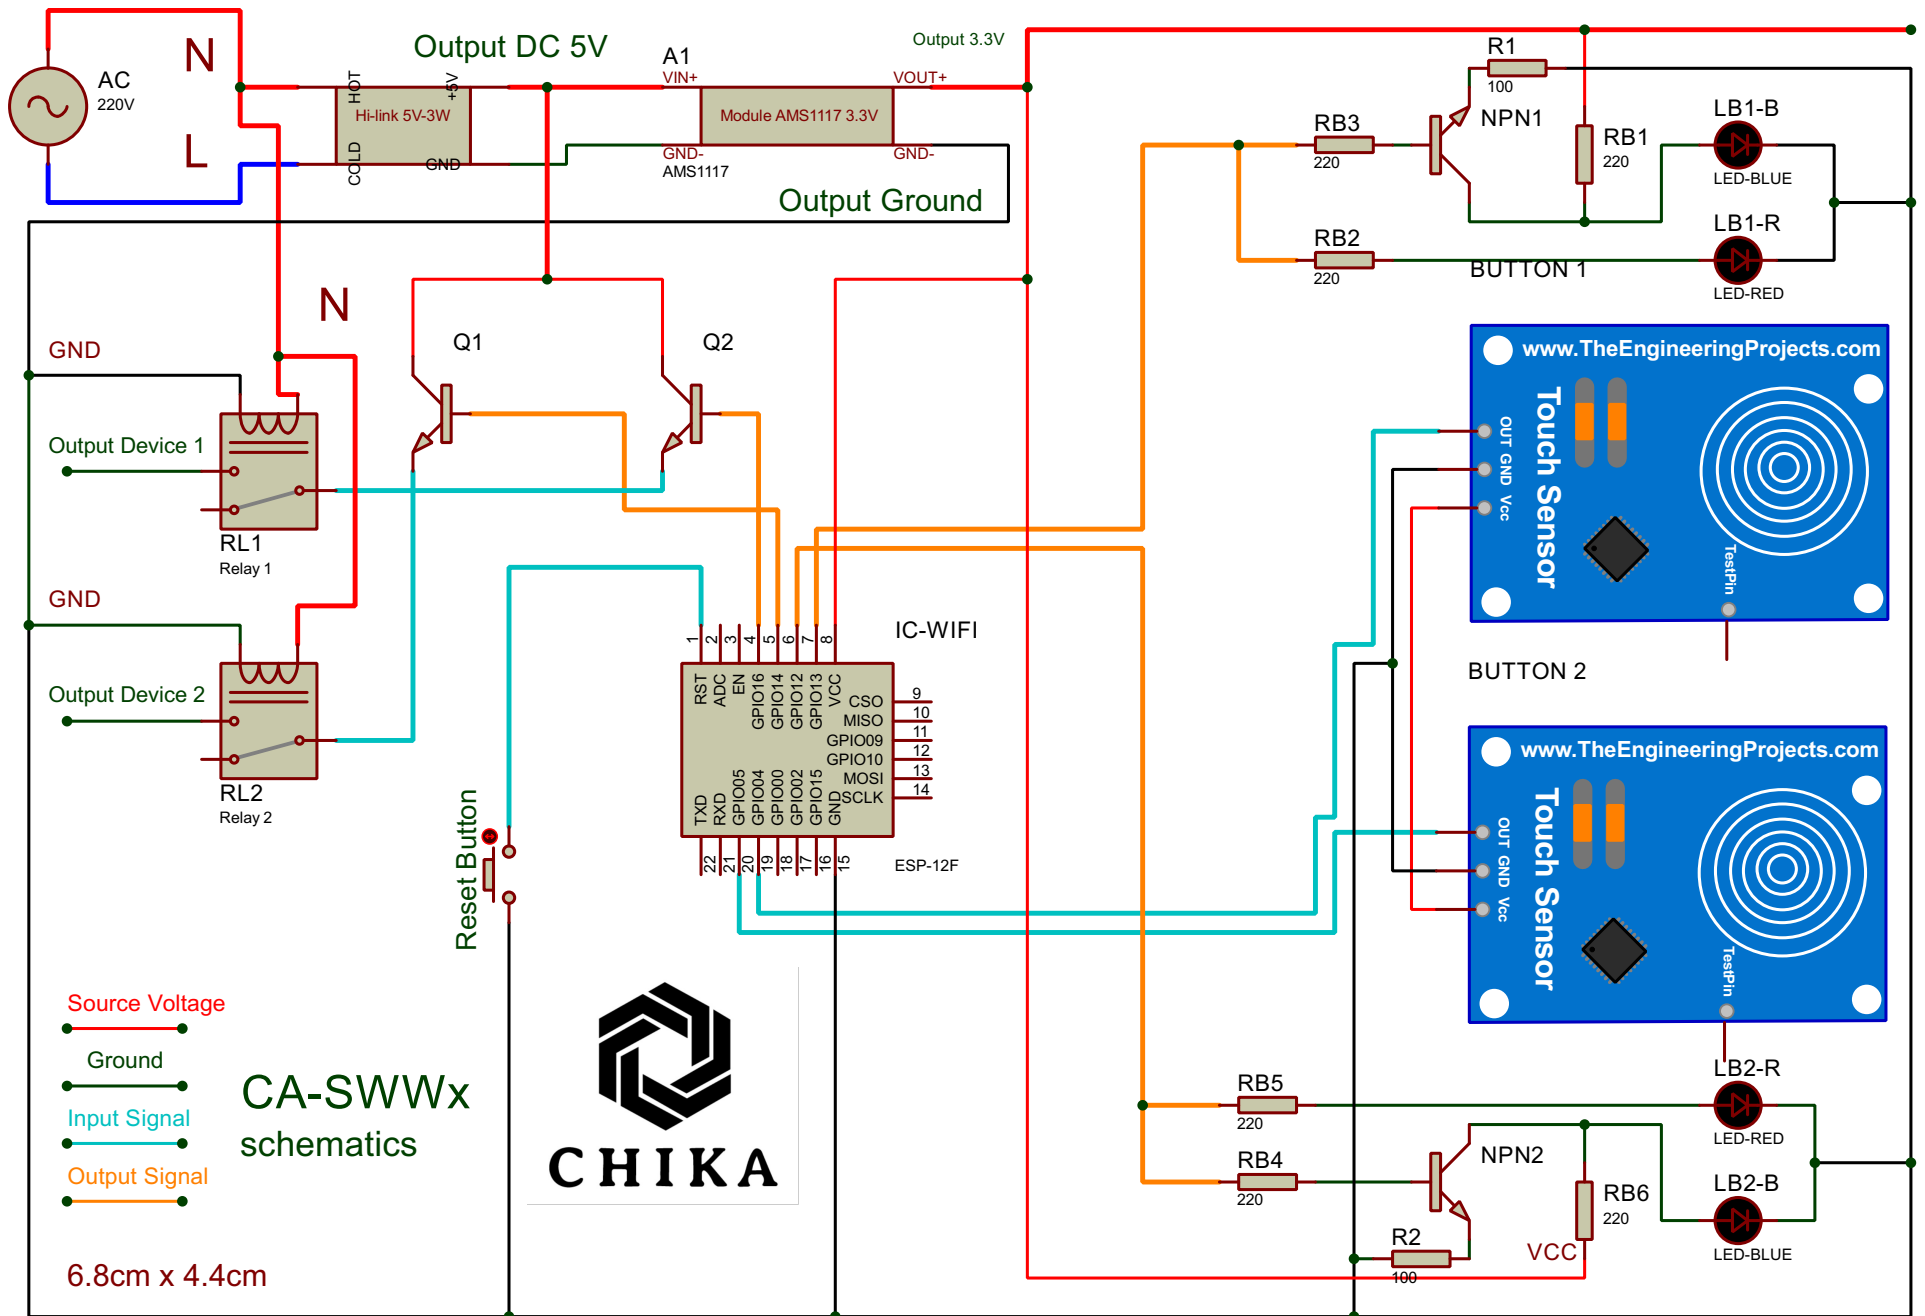 N
L
AC
220V
Output DC 5V
HOT
COLD
+5V
GND
Hi-link 5V-3W
A1
VIN+
VOUT+
Module AMS1117 3.3V
GND-
GND-
AMS1117
Output 3.3V
Output Ground
R1
100
NPN1
RB3
220
RB1
220
LB1-B
LED-BLUE
RB2
220
LB1-R
LED-RED
BUTTON 1
N
GND
Q1
Q2
Output Device 1
RL1
Relay 1
GND
Output Device 2
RL2
Relay 2
www.TheEngineeringProjects.com
Touch Sensor
OUT
GND
Vcc
TestPin
BUTTON 2
www.TheEngineeringProjects.com
Touch Sensor
OUT
GND
Vcc
TestPin
IC-WIFI
1
2
3
4
5
6
7
8
RST
ADC
EN
GPIO16
GPIO14
GPIO12
GPIO13
VCC
CSO
9
MISO
10
GPIO09
11
GPIO10
12
MOSI
13
SCLK
14
TXD
RXD
GPIO05
GPIO04
GPIO00
GPIO02
GPIO15
GND
22
21
20
19
18
17
16
15
ESP-12F
Reset Button
Source Voltage
Ground
Input Signal
Output Signal
CA-SWWx
schematics
CHIKA
6.8cm x 4.4cm
RB5
220
LB2-R
LED-RED
RB4
220
NPN2
RB6
220
LB2-B
LED-BLUE
R2
100
VCC